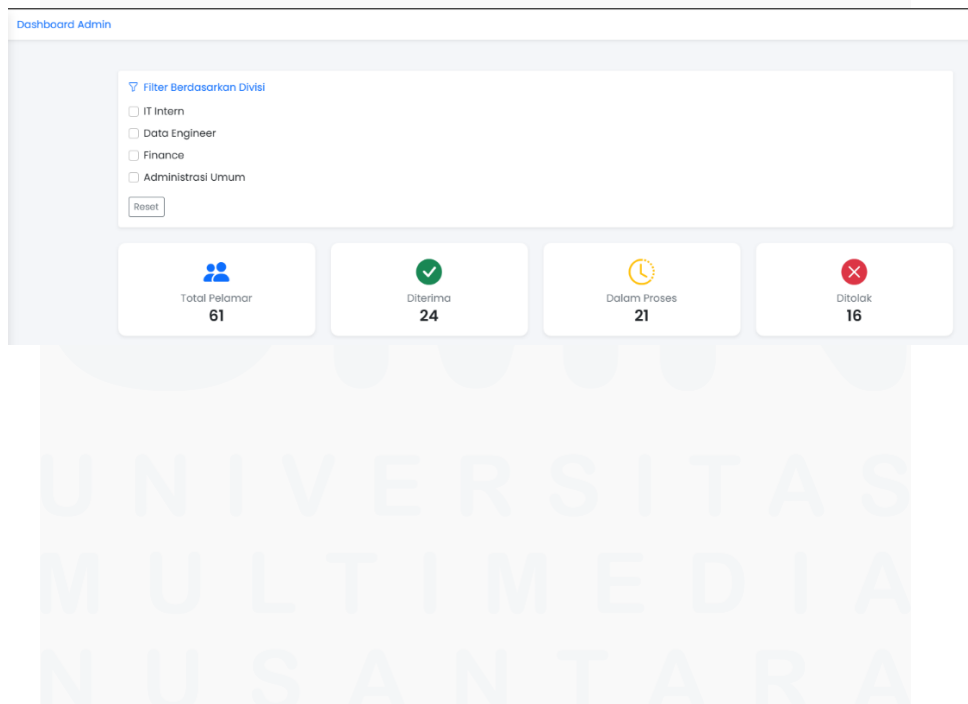 Dashboard Admin
Filter Berdasarkan Divisi
IT Intern
Data Engineer
Finance
Administrasi Umum
Reset
Total Pelamar
61
Diterima
24
Dalam Proses
21
Ditolak
16
UNIVERSITAS
MULTIMEDIA
NUSANTARA